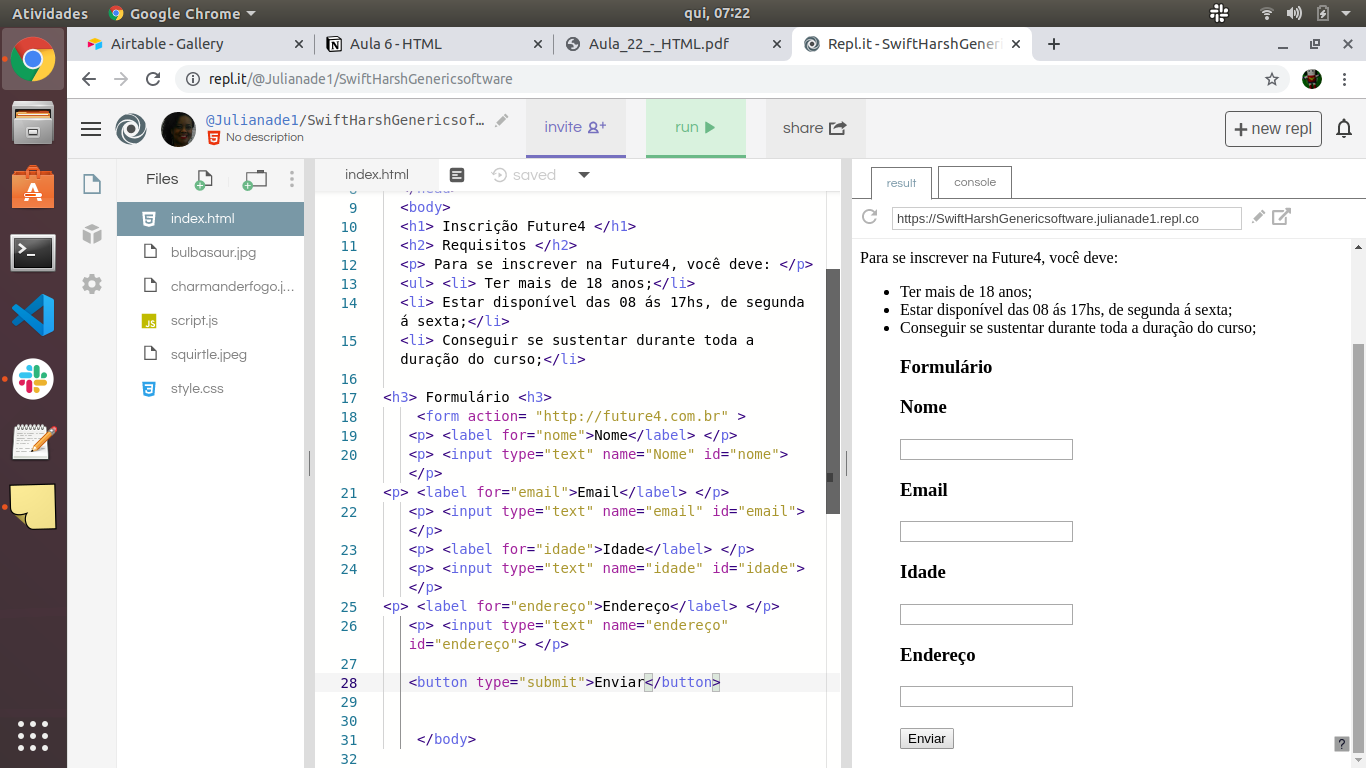 Atividades
Google Chrome
qui, 07:22
Airtable - Gallery
Aula 6 - HTML
Aula_22_-_HTML.pdf
Repl.it - SwiftHarshGeneri
repl.it/@Julianade1/SwiftHarshGenericsoftware
@Julianade1/SwiftHarshGenericsof...
No description
invite
run
share
+ new repl
Files
index.html
saved
result
console
https://SwiftHarshGenericsoftware.julianade1.repl.co
index.html
bulbasaur.jpg
charmanderfogo.j...
script.js
squirtle.jpeg
style.css
8 </head>
9 <body>
10 <h1> Inscrição Future4 </h1>
11 <h2> Requisitos </h2>
12 <p> Para se inscrever na Future4, você deve: </p>
13 <ul> <li> Ter mais de 18 anos;</li>
14 <li> Estar disponível das 08 ás 17hs, de segunda
á sexta;</li>
15 <li> Conseguir se sustentar durante toda a
duração do curso;</li>
16
17 <h3> Formulário <h3>
18 <form action= "http://future4.com.br" >
19 <p> <label for="nome">Nome</label> </p>
20 <p> <input type="text" name="Nome" id="nome">
</p>
21 <p> <label for="email">Email</label> </p>
22 <p> <input type="text" name="email" id="email">
</p>
23 <p> <label for="idade">Idade</label> </p>
24 <p> <input type="text" name="idade" id="idade">
</p>
25 <p> <label for="endereço">Endereço</label> </p>
26 <p> <input type="text" name="endereço"
id="endereço"> </p>
27
28 <button type="submit">Enviar</button>
29
30
31 </body>
32
Para se inscrever na Future4, você deve:
• Ter mais de 18 anos;
• Estar disponível das 08 ás 17hs, de segunda á sexta;
• Conseguir se sustentar durante toda a duração do curso;
Formulário
Nome
Email
Idade
Endereço
Enviar
?